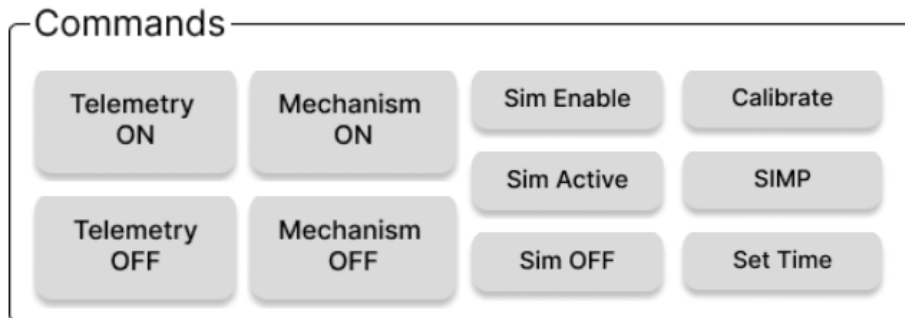 Commands
Telemetry
ON
Mechanism
ON
Sim Enable
Calibrate
Sim Active
SIMP
Telemetry
OFF
Mechanism
OFF
Sim OFF
Set Time